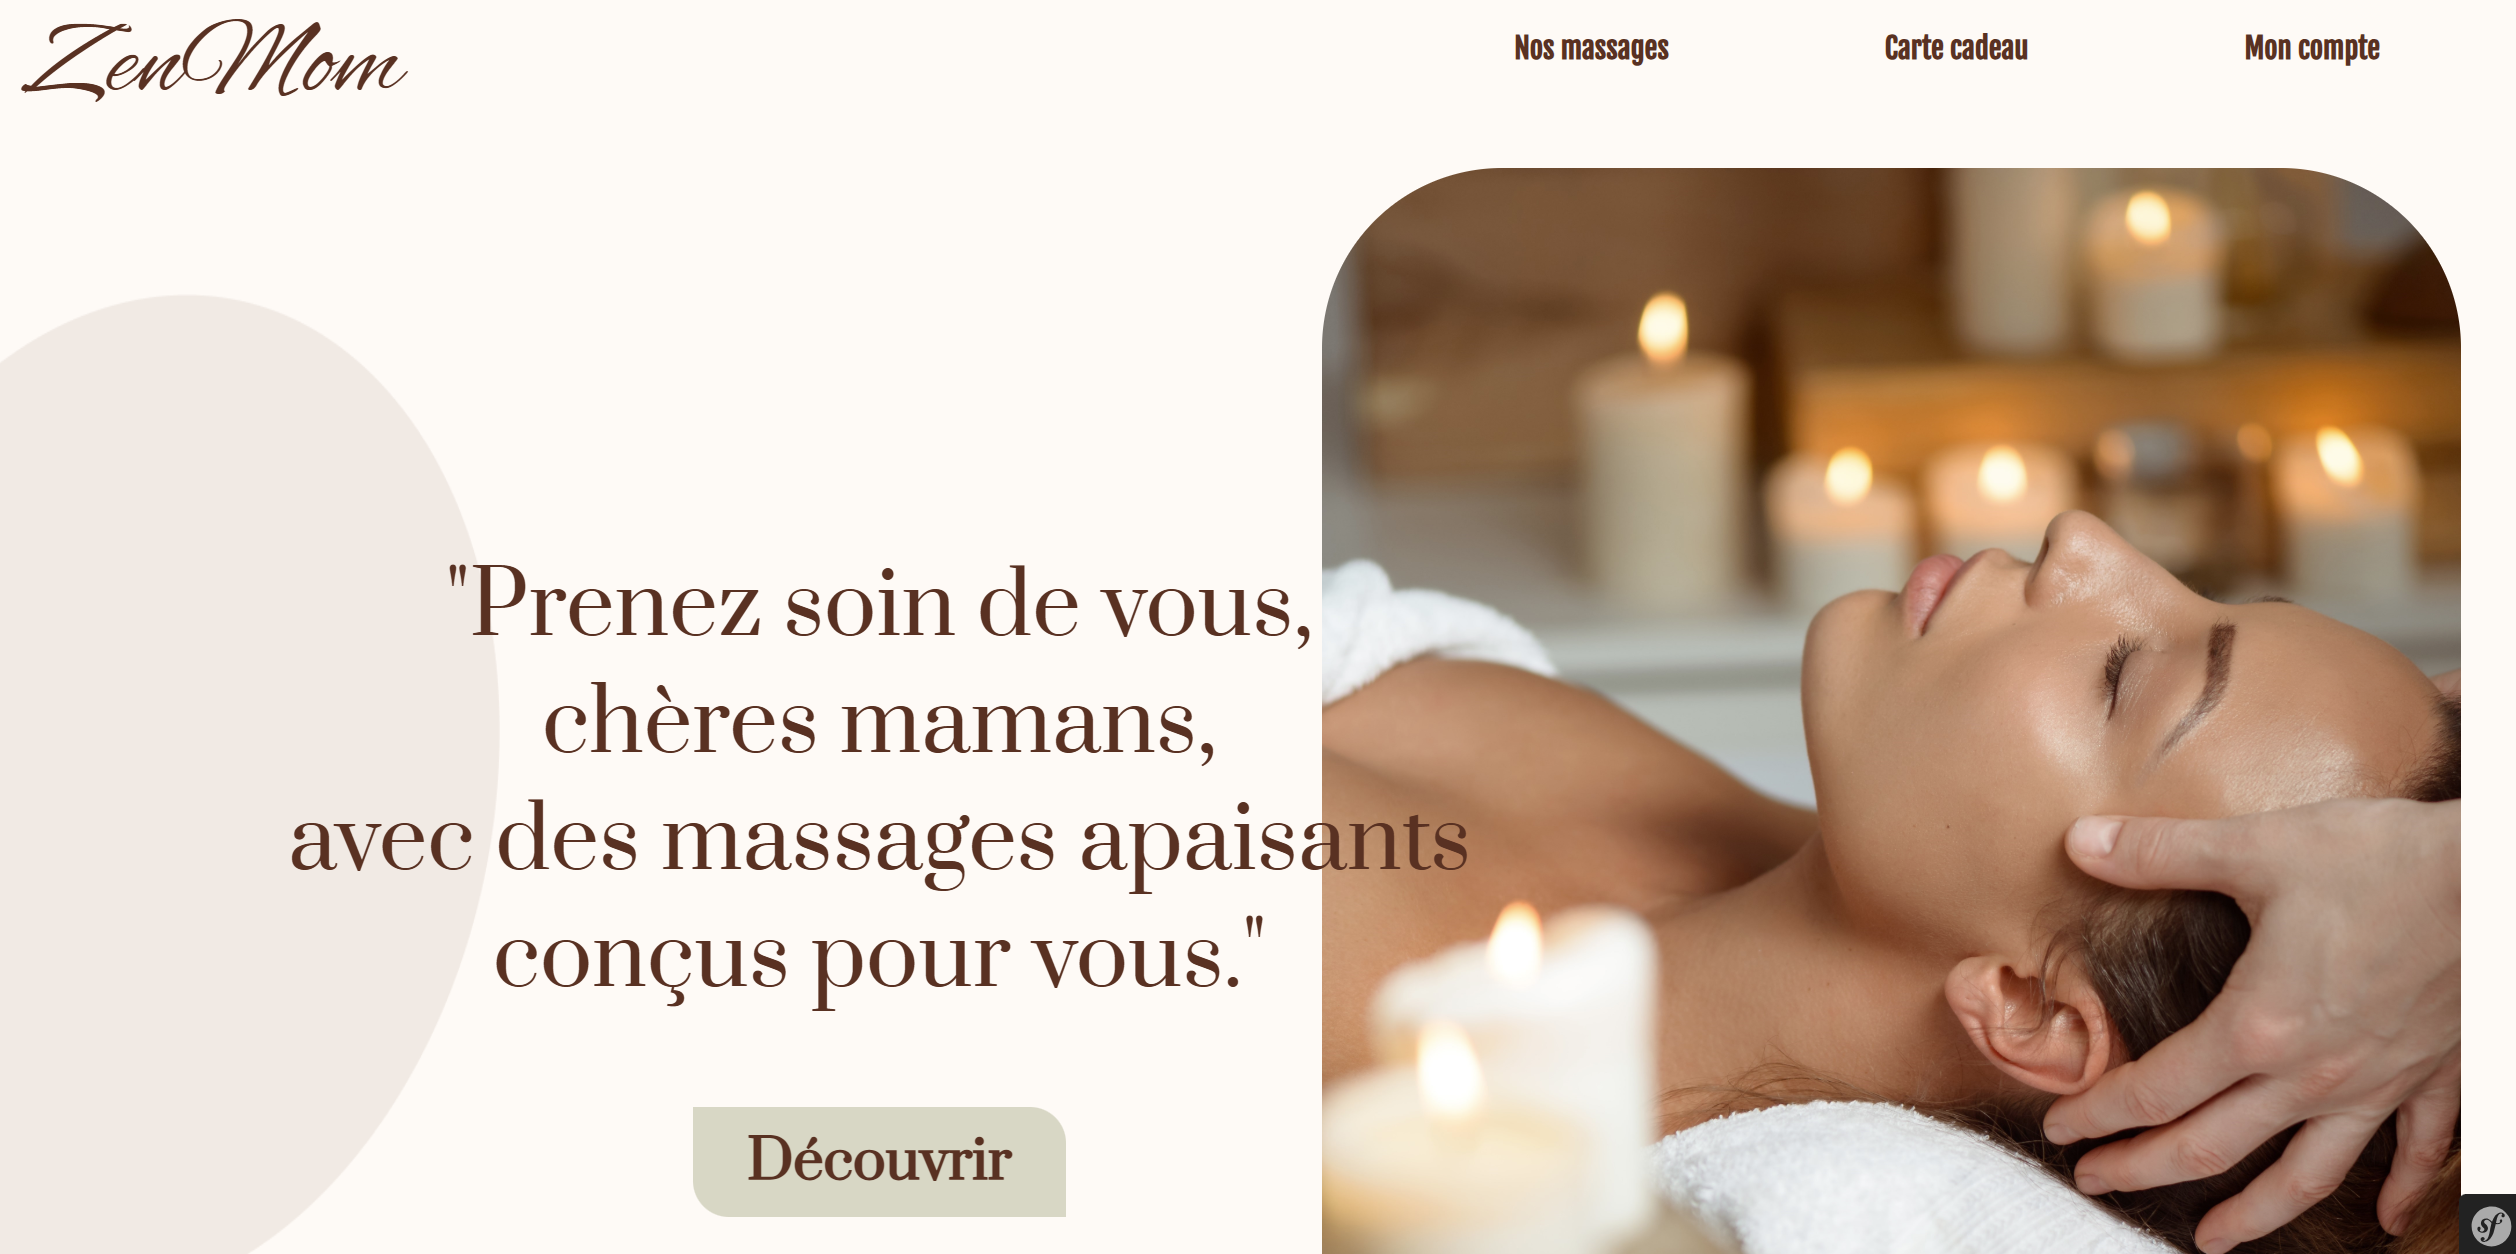 ZenMom
Nos massages
Carte cadeau
Mon compte
"Prenez soin de vous,
chères mamans,
avec des massages apaisants
conçus pour vous."
Découvrir
sf